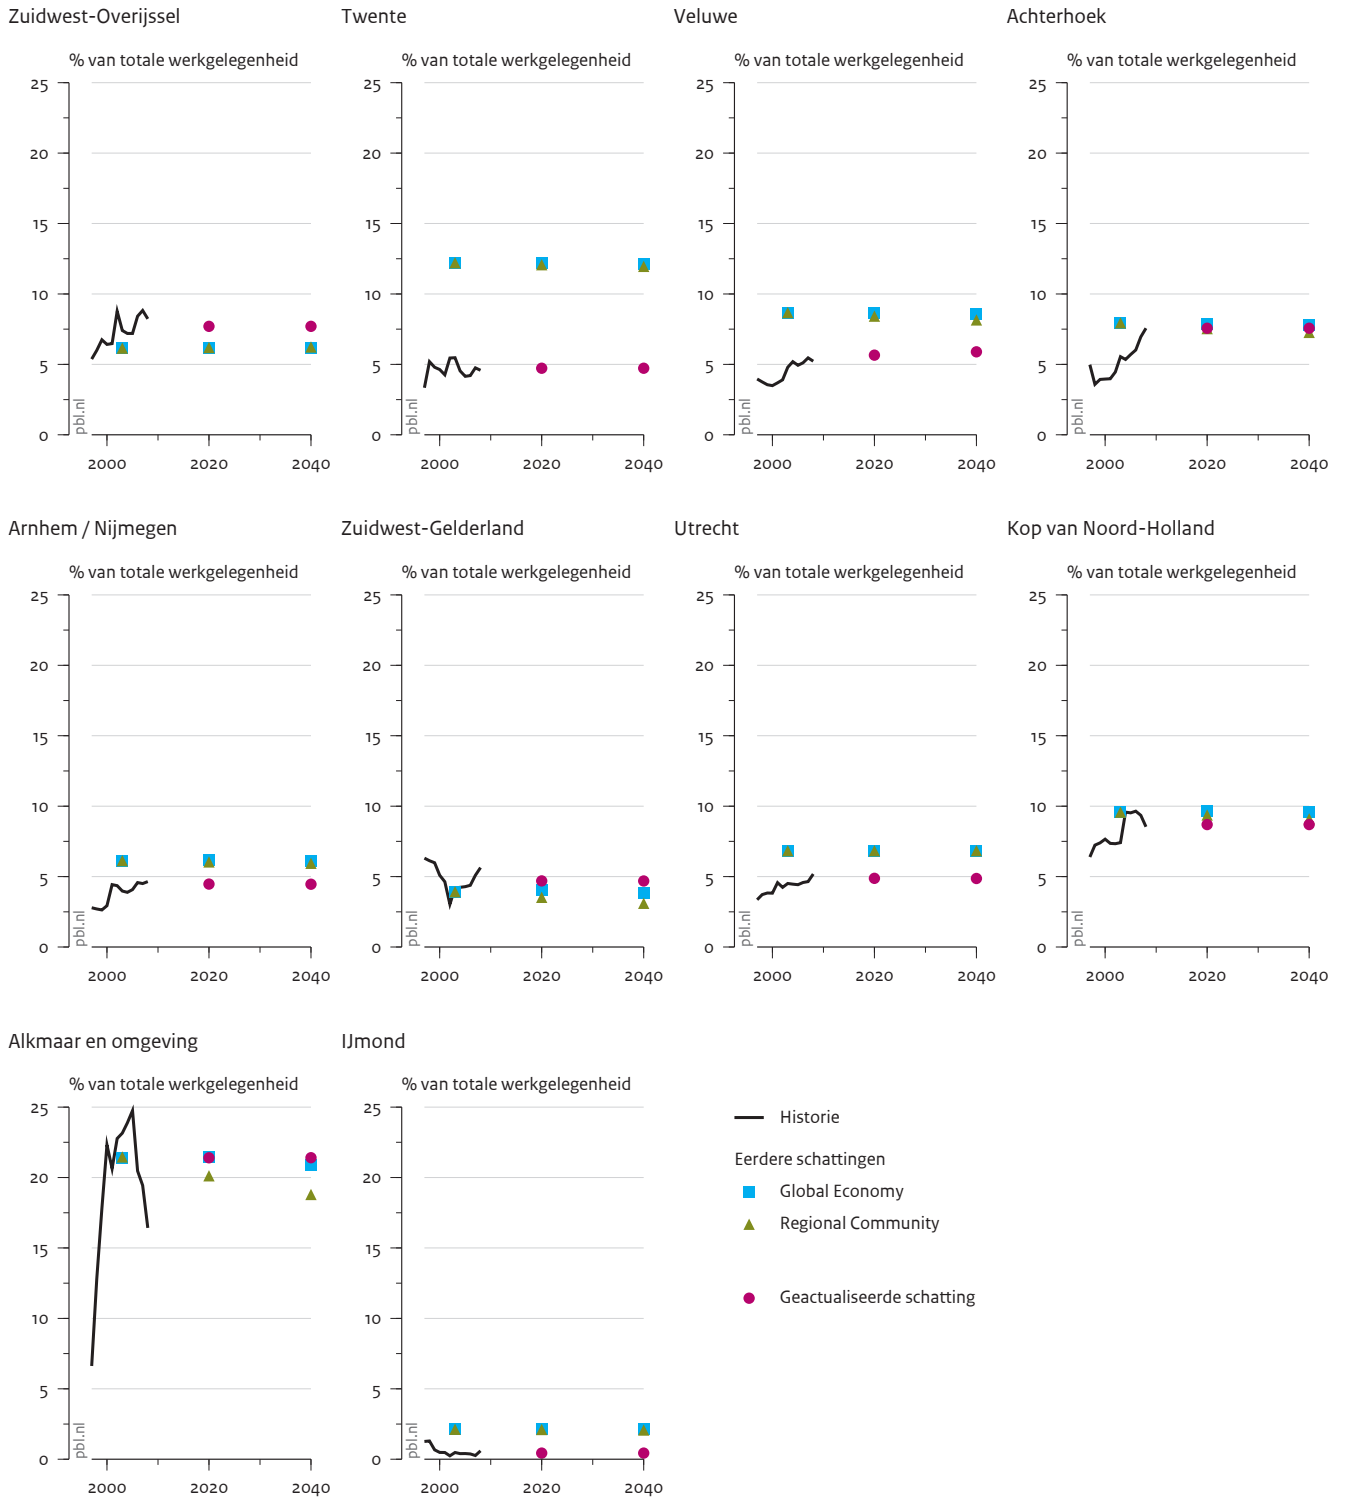 Zuidwest-Overijssel
% van totale werkgelegenheid
25
20
15
10
5
0
pbl.nl
2000 2020 2040
Twente
% van totale werkgelegenheid
25
20
15
10
5
0
pbl.nl
2000 2020 2040
Veluwe
% van totale werkgelegenheid
25
20
15
10
5
0
pbl.nl
2000 2020 2040
Achterhoek
% van totale werkgelegenheid
25
20
15
10
5
0
pbl.nl
2000 2020 2040
Arnhem / Nijmegen
% van totale werkgelegenheid
25
20
15
10
5
0
pbl.nl
2000 2020 2040
Zuidwest-Gelderland
% van totale werkgelegenheid
25
20
15
10
5
0
pbl.nl
2000 2020 2040
Utrecht
% van totale werkgelegenheid
25
20
15
10
5
0
pbl.nl
2000 2020 2040
Kop van Noord-Holland
% van totale werkgelegenheid
25
20
15
10
5
0
pbl.nl
2000 2020 2040
Alkmaar en omgeving
% van totale werkgelegenheid
25
20
15
10
5
0
pbl.nl
2000 2020 2040
IJmond
% van totale werkgelegenheid
25
20
15
10
5
0
pbl.nl
2000 2020 2040
Historie
Eerdere schattingen
Global Economy
Regional Community
Geactualiseerde schatting